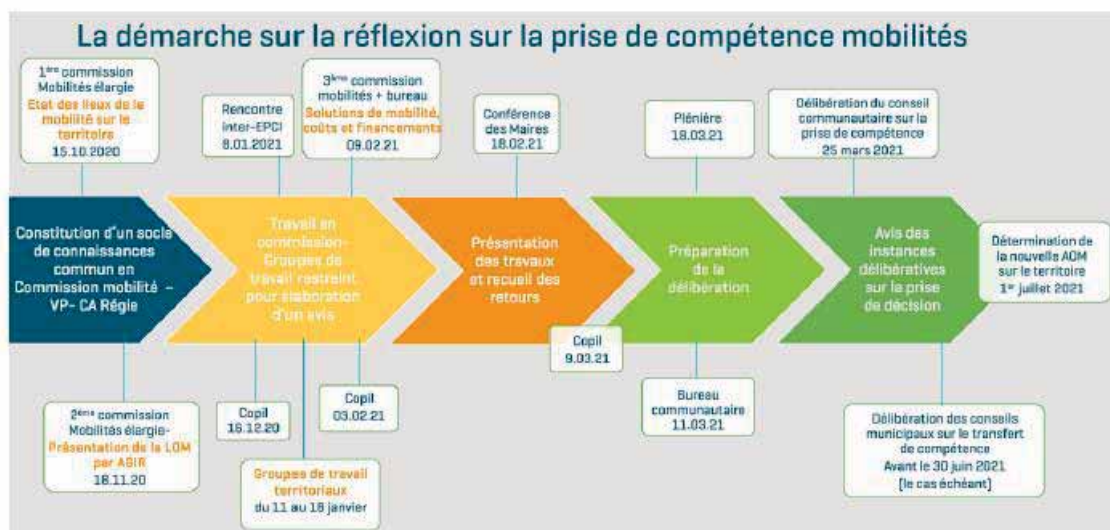 La démarche sur la réflexion sur la prise de compétence mobilités
1ère commission
Mobilités élargie
Etat des lieux de la
mobilité sur le
territoire
15.10.2020
Rencontre
inter-EPCI
8.01.2021
3ème commission
mobilités + bureau
Solutions de mobilité,
coûts et financements
09.02.21
Conférence
des Maires
18.02.21
Plénière
18.03.21
Délibération du conseil
communautaire sur la
prise de compétence
25 mars 2021
Constitution d'un socle
de connaissances
commun en
Commission mobilité –
VP- CA Régie
Travail en
commission-
Groupes de
travail restreint
pour élaboration
d'un avis
Présentation
des travaux
et recueil des
retours
Préparation
de la
délibération
Avis des
instances
délibératives
sur la prise
de décision
Détermination de
la nouvelle AOM
sur le territoire
1er juillet 2021
2ème commission
Mobilités élargie-
Présentation de la LOM
par AGIR
18.11.20
Copil
16.12.20
Groupes de travail
territoriaux
du 11 au 18 janvier
Copil
03.02.21
Copil
9.03.21
Bureau
communautaire
11.03.21
Délibération des conseils
municipaux sur le transfert
de compétence
Avant le 30 juin 2021
(le cas échéant)